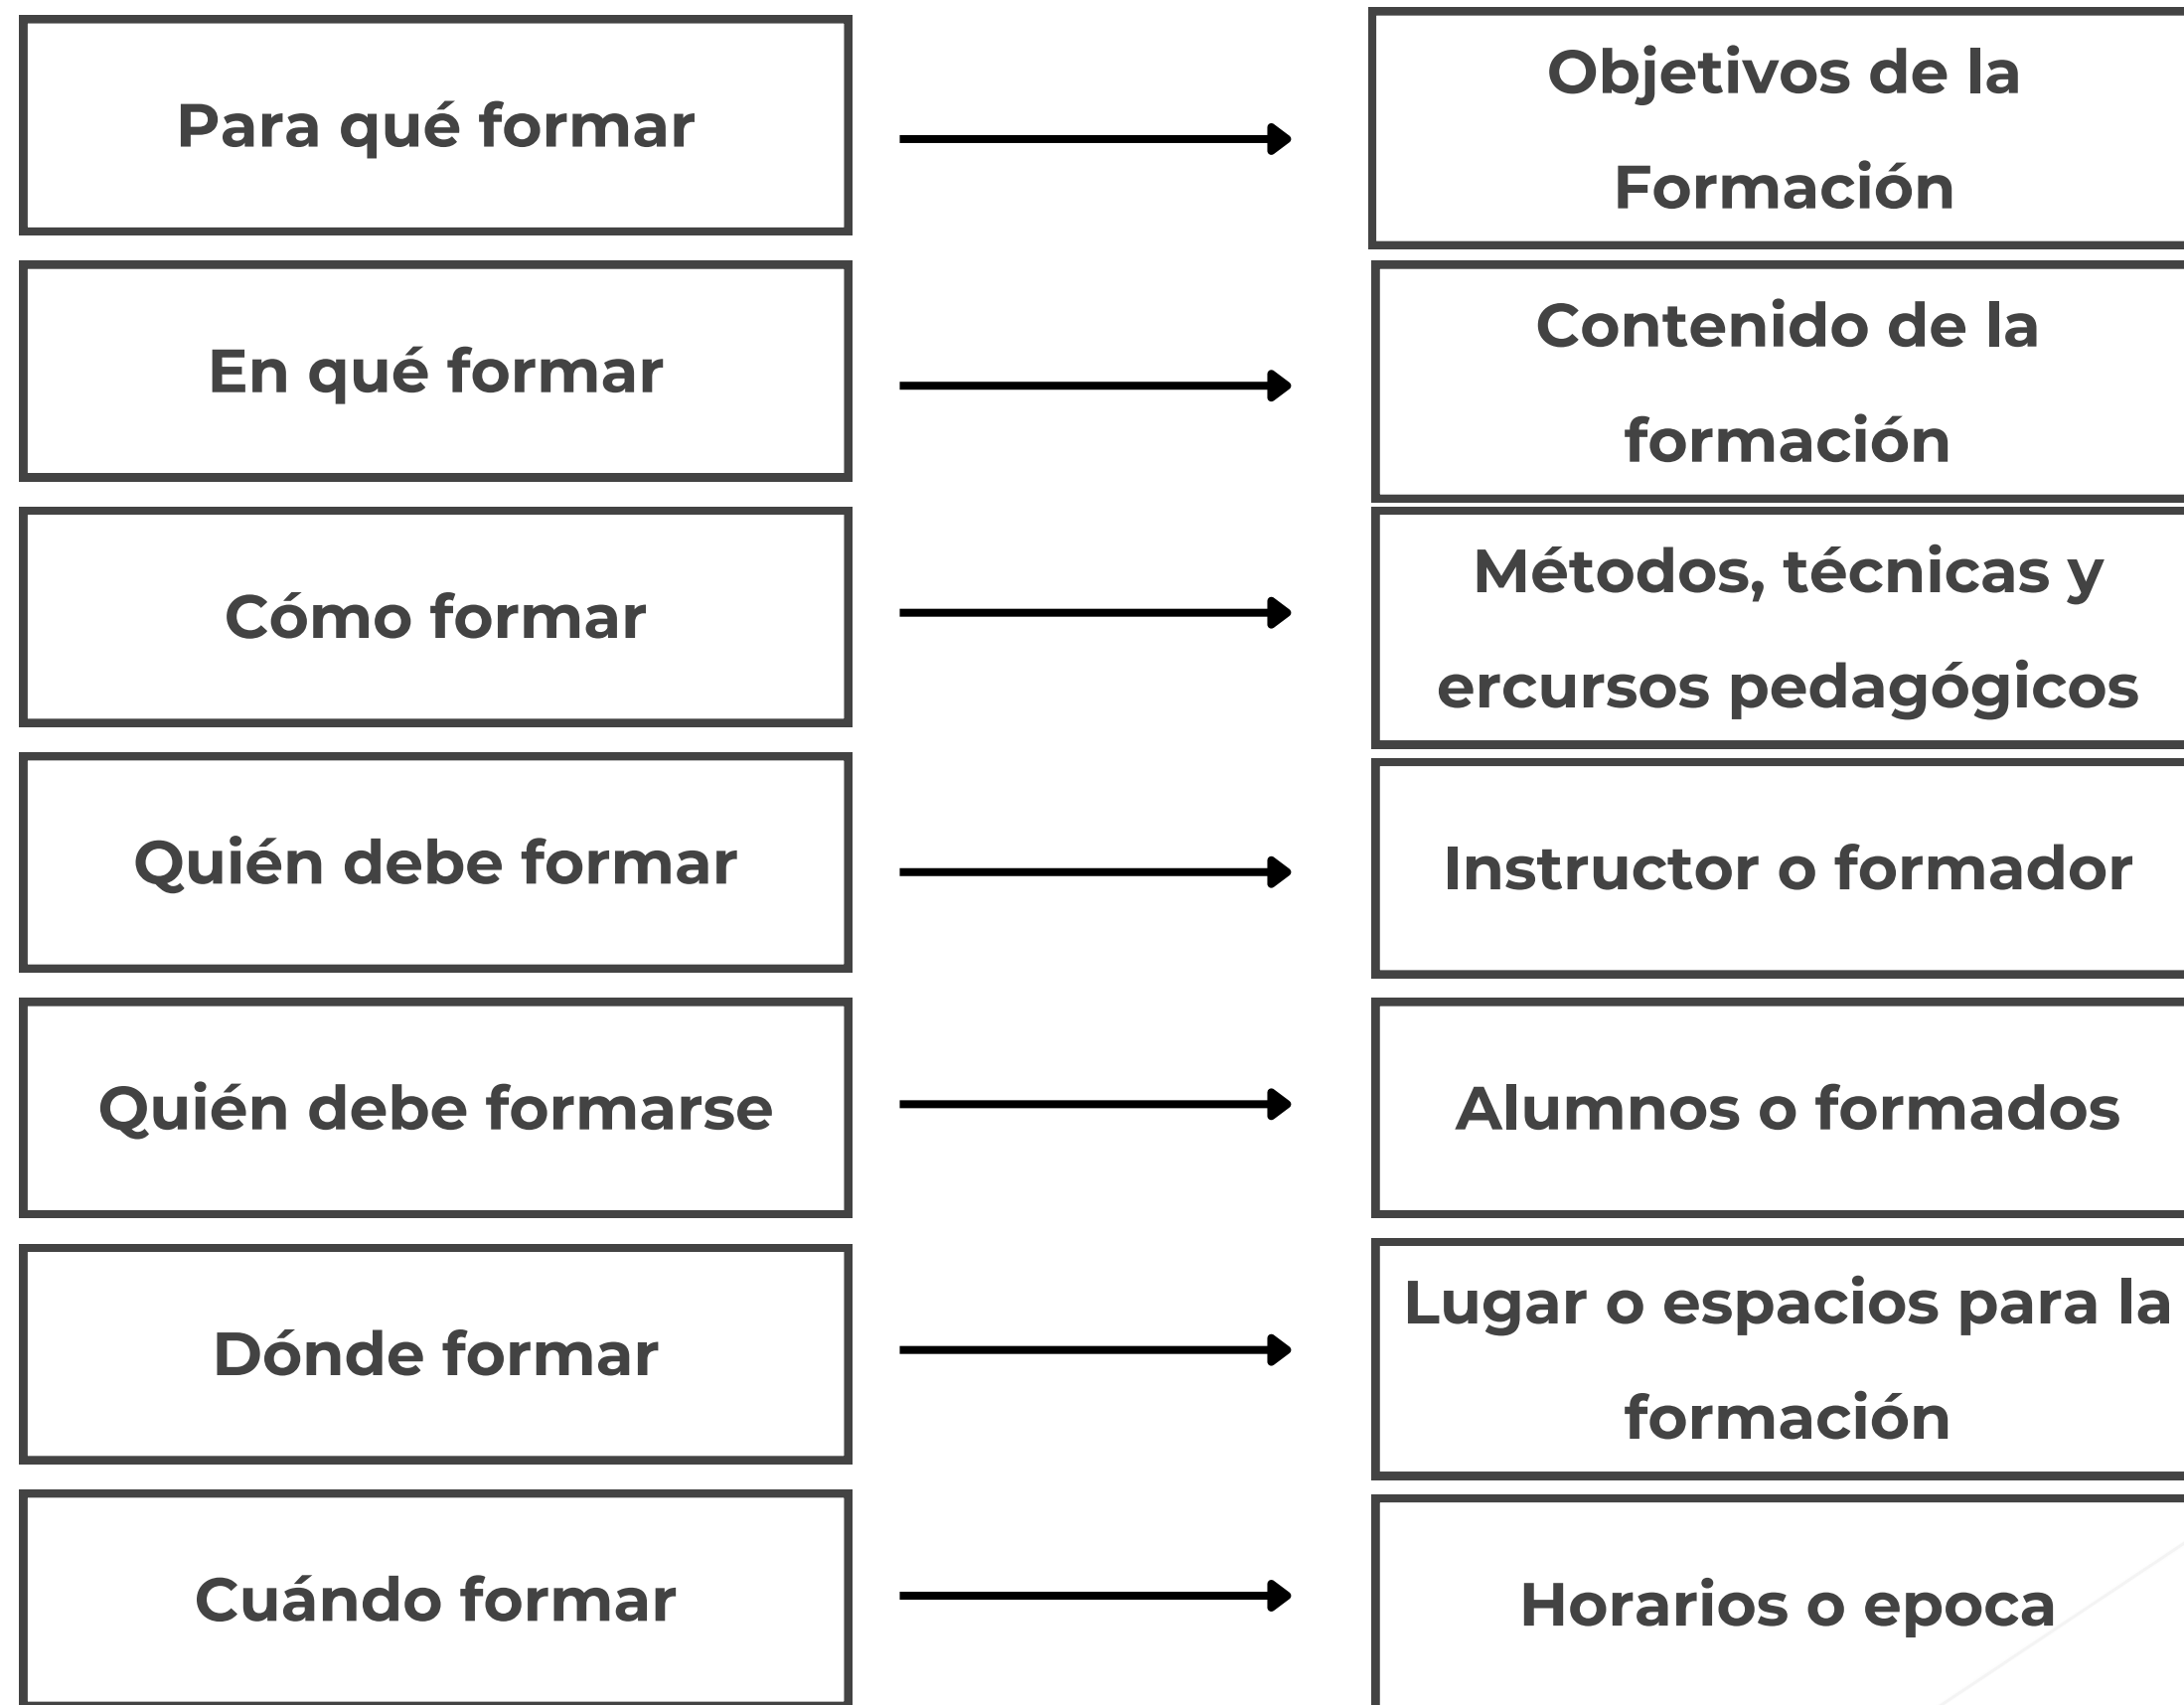 Para qué formar
Objetivos de la
Formación
En qué formar
Contenido de la
formación
Cómo formar
Métodos, técnicas y
ercursos pedagógicos
Quién debe formar
Instructor o formador
Quién debe formarse
Alumnos o formados
Dónde formar
Lugar o espacios para la
formación
Cuándo formar
Horarios o epoca